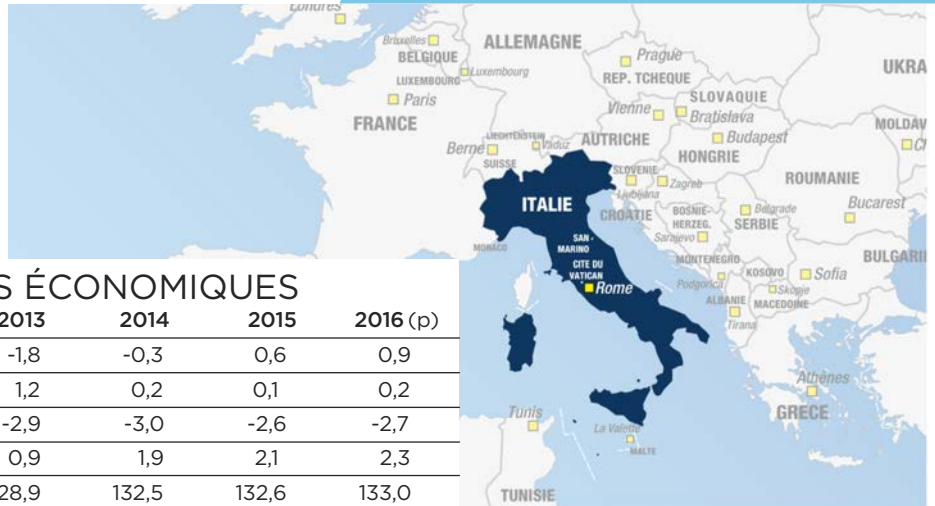 Londres
Bruxelles
BELGIQUE
ALLEMAGNE
LUXEMBOURG
Luxembourg
Prague
REP. TCHEQUE
UKRA
Paris
FRANCE
SLOVAQUIE
Vienne
Bratislava
MOLDAV
LIECHTENSTEIN
Vaduz
AUTRICHE
Budapest
HONGRIE
Berne
SUISSE
SLOVENIE
Ljubljana
Zagreb
ROUMANIE
ITALIE
CROATIE
BOSNIE-
HERZEG.
Belgrade
SERBIE
Bucarest
Sarajevo
MONACO
SAN-
MARINO
MONTENEGRO
BULGARI
CITE DU
VATICAN
Podgorica
KOSOVO
Sofia
Rome
Skopje
ALBANIE
MACEDOINE
Tirana
Athènes
GRECE
Tunis
La Valette
MALTE
TUNISIE
S ÉCONOMIQUES
2013 2014 2015 2016 (p)
-1,8 -0,3 0,6 0,9
1,2 0,2 0,1 0,2
-2,9 -3,0 -2,6 -2,7
0,9 1,9 2,1 2,3
28,9 132,5 132,6 133,0